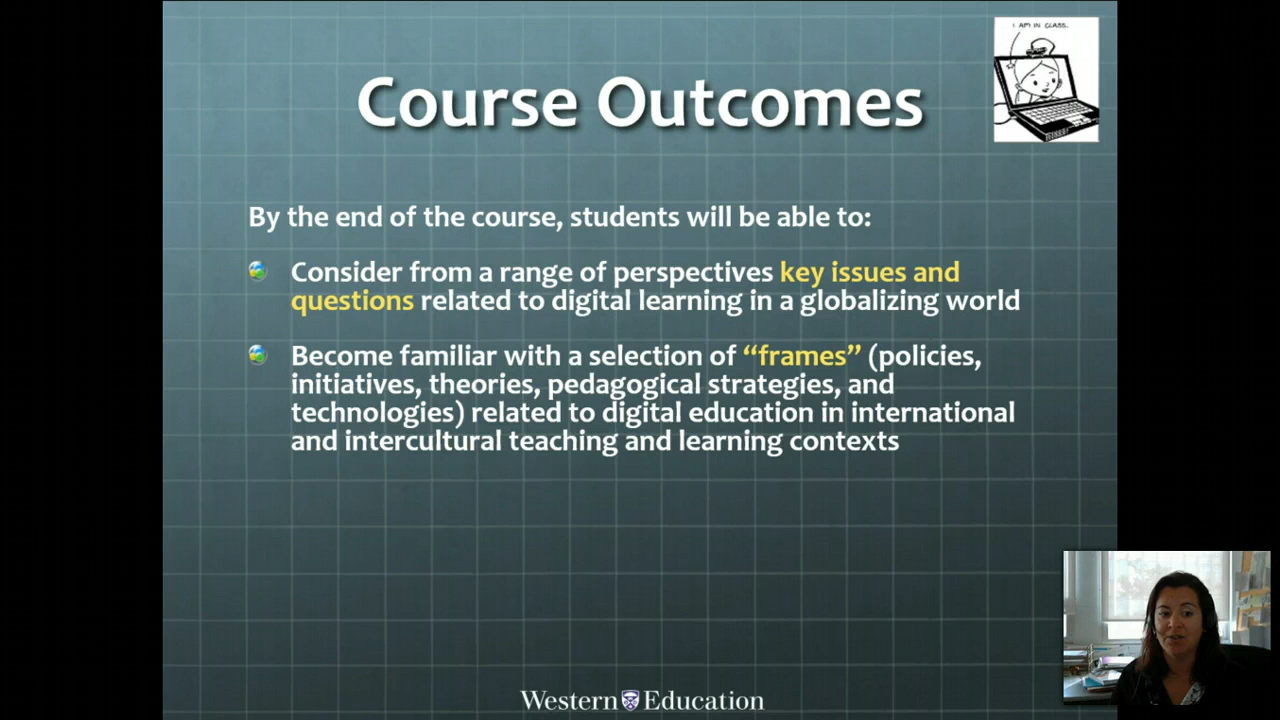 I AM IN CLASS..
Course Outcomes
By the end of the course, students will be able to:
Consider from a range of perspectives key issues and
questions related to digital learning in a globalizing world
Become familiar with a selection of “frames” (policies,
initiatives, theories, pedagogical strategies, and
technologies) related to digital education in international
and intercultural teaching and learning contexts
Western Education